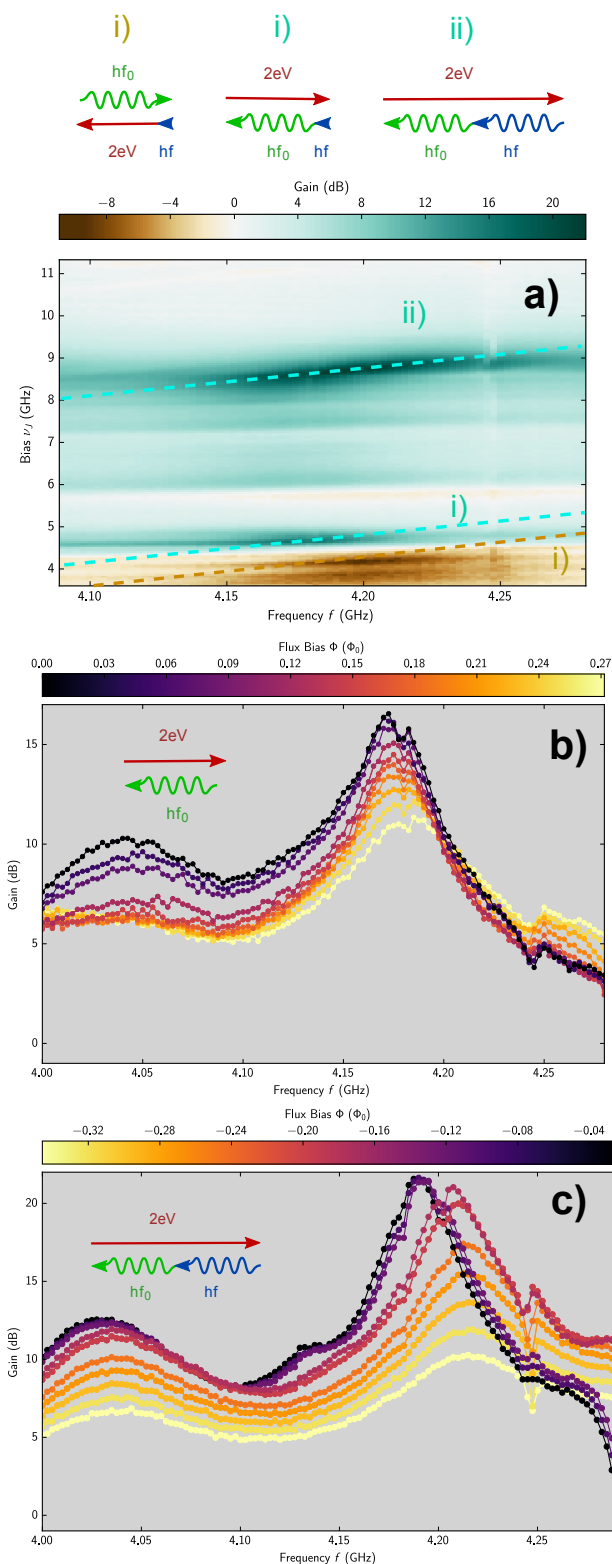 i) i) ii)
hf₀ 2eV 2eV
2eV hf hf₀ hf hf₀ hf
Gain (dB)
−8 −4 0 4 8 12 16 20
a)
ii)
i)
i)
Bias ν_J (GHz)
11
10
9
8
7
6
5
4
4.10 4.15 4.20 4.25
Frequency f (GHz)
Flux Bias Φ (Φ₀)
0.00 0.03 0.06 0.09 0.12 0.15 0.18 0.21 0.24 0.27
b)
2eV
hf₀
Gain (dB)
15
10
5
0
4.00 4.05 4.10 4.15 4.20 4.25
Frequency f (GHz)
Flux Bias Φ (Φ₀)
−0.32 −0.28 −0.24 −0.20 −0.16 −0.12 −0.08 −0.04
c)
2eV
hf₀ hf
Gain (dB)
20
15
10
5
0
4.00 4.05 4.10 4.15 4.20 4.25
Frequency f (GHz)